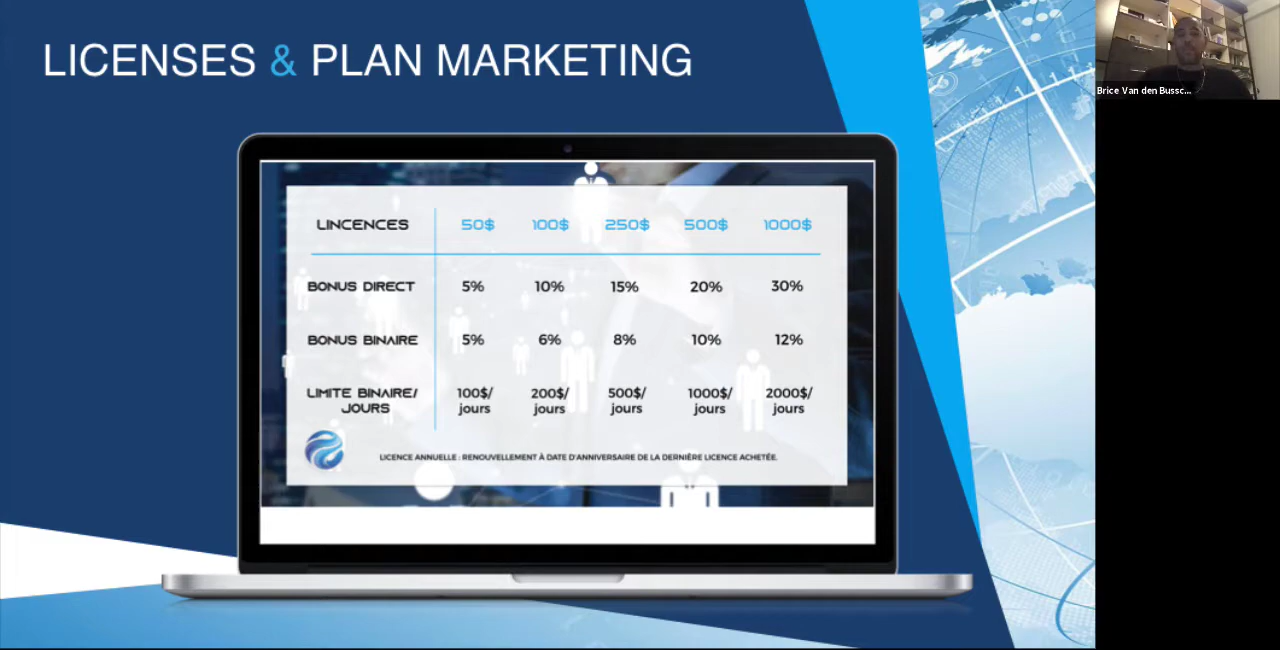 LICENSES & PLAN MARKETING
Brice Van den Bussc...
LINCENCES 50$ 100$ 250$ 500$ 1000$
BONUS DIRECT 5% 10% 15% 20% 30%
BONUS BINAIRE 5% 6% 8% 10% 12%
LIMITE BINAIRE/ 100$/ 200$/ 500$/ 1000$/ 2000$/
JOURS jours jours jours jours jours
LICENCE ANNUELLE : RENOUVELLEMENT À DATE D'ANNIVERSAIRE DE LA DERNIÈRE LICENCE ACHETÉE.